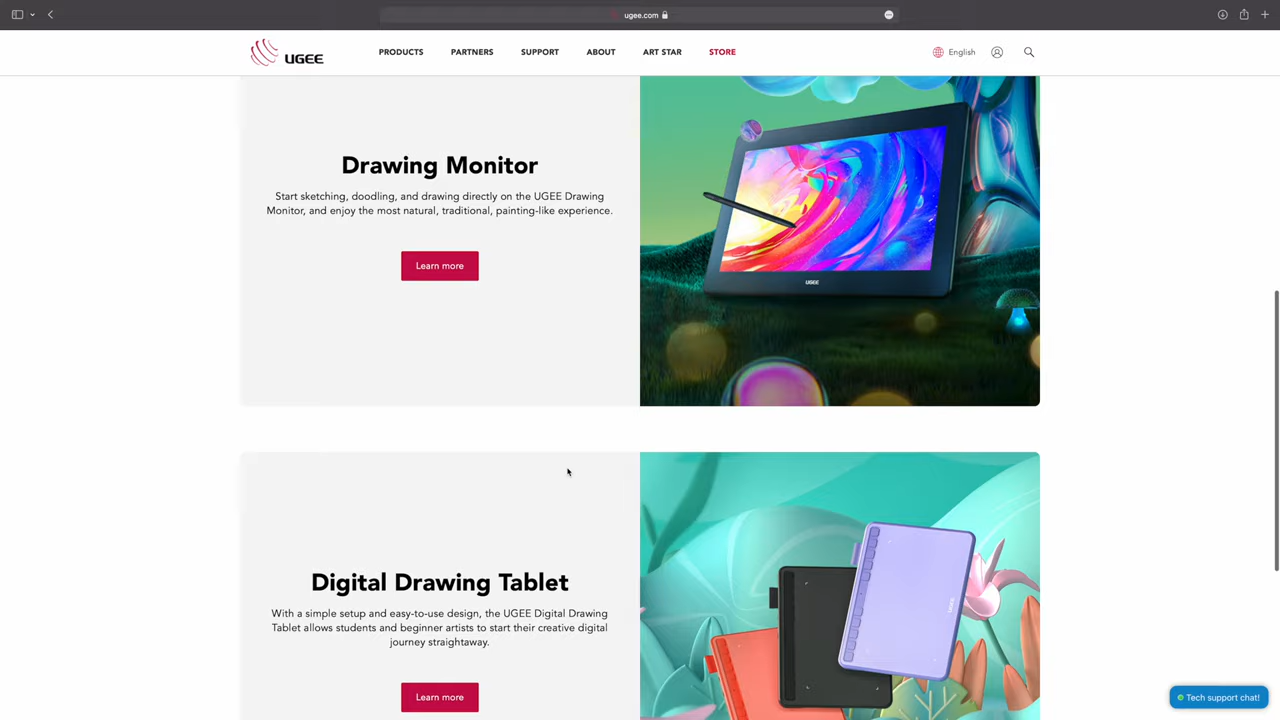 ugee.com
UGEE
PRODUCTS
PARTNERS
SUPPORT
ABOUT
ART STAR
STORE
English
Drawing Monitor
Start sketching, doodling, and drawing directly on the UGEE Drawing
Monitor, and enjoy the most natural, traditional, painting-like experience.
Learn more
UGEE
Digital Drawing Tablet
With a simple setup and easy-to-use design, the UGEE Digital Drawing
Tablet allows students and beginner artists to start their creative digital
journey straightaway.
Learn more
UGEE
Tech support chat!